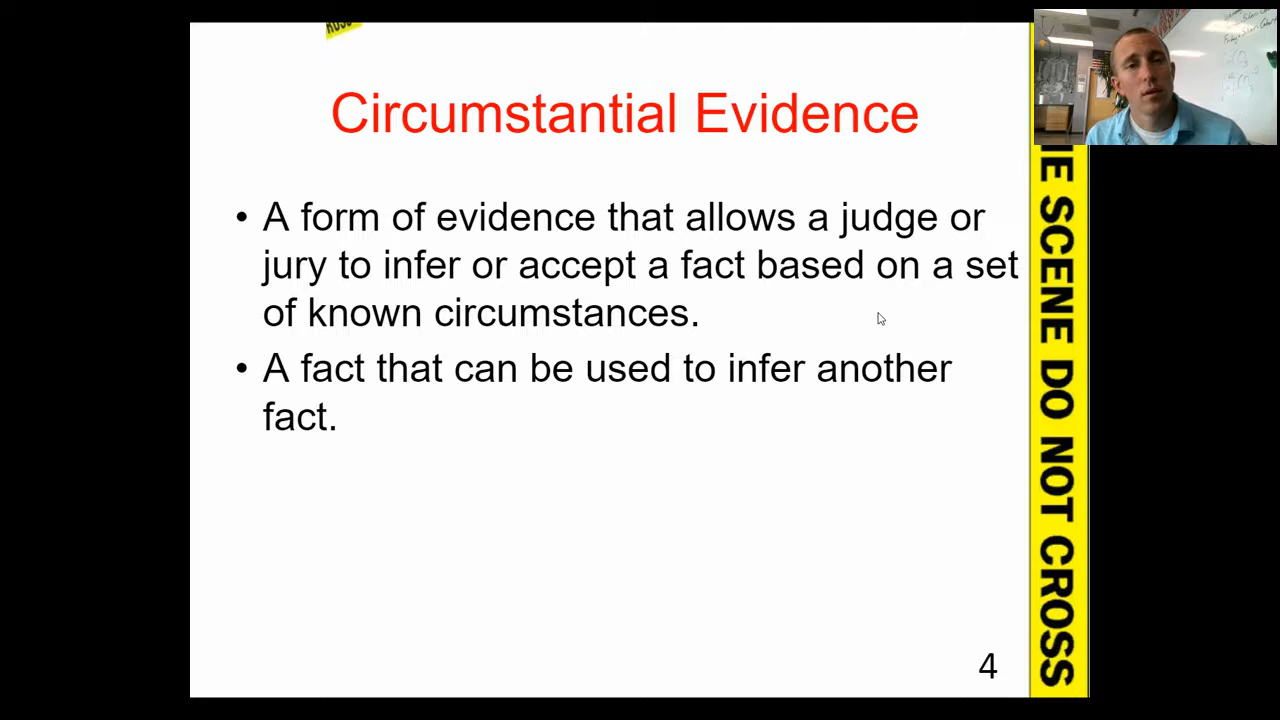 Circumstantial Evidence
• A form of evidence that allows a judge or
jury to infer or accept a fact based on a set
of known circumstances.
• A fact that can be used to infer another
fact.
4
SCENE DO NOT CROSS